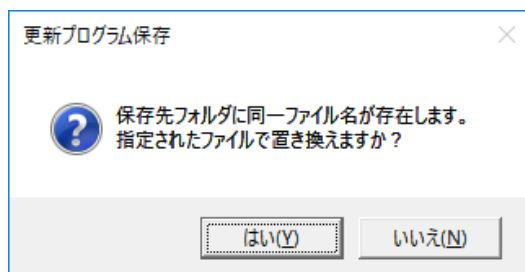 更新プログラム保存
保存先フォルダに同一ファイル名が存在します。
指定されたファイルで置き換えますか？
はい(Y)
いいえ(N)